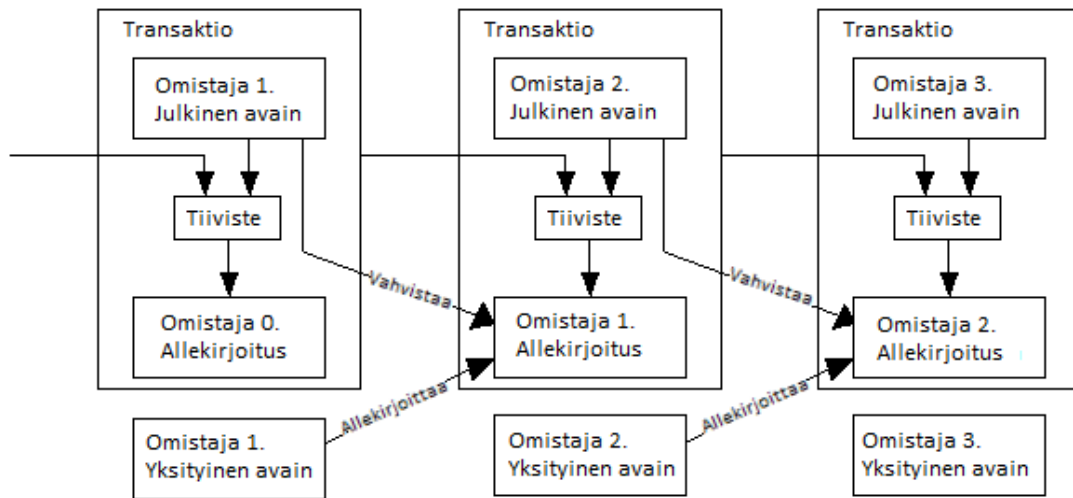 Transaktio
Transaktio
Transaktio
Omistaja 1.
Julkinen avain
Omistaja 2.
Julkinen avain
Omistaja 3.
Julkinen avain
Tiiviste
Tiiviste
Tiiviste
Vahvistaa
Vahvistaa
Omistaja 0.
Allekirjoitus
Omistaja 1.
Allekirjoitus
Omistaja 2.
Allekirjoitus
Allekirjoittaa
Allekirjoittaa
Omistaja 1.
Yksityinen avain
Omistaja 2.
Yksityinen avain
Omistaja 3.
Yksityinen avain